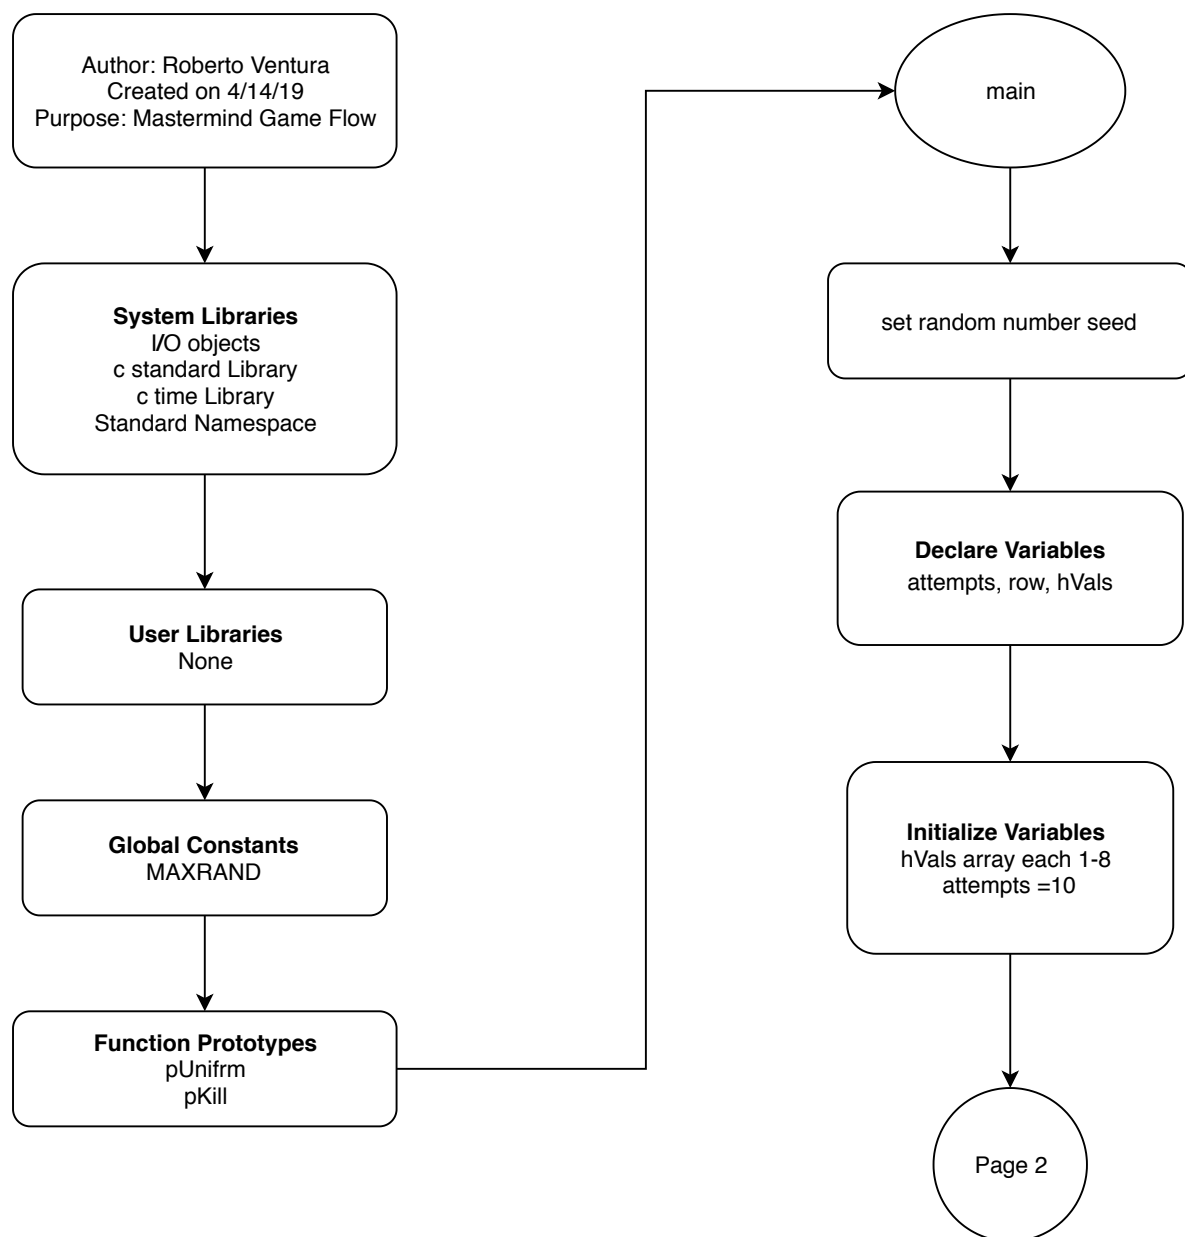 Author: Roberto Ventura
Created on 4/14/19
Purpose: Mastermind Game Flow
System Libraries
I/O objects
c standard Library
c time Library
Standard Namespace
User Libraries
None
Global Constants
MAXRAND
Function Prototypes
pUnifrm
pKill
main
set random number seed
Declare Variables
attempts, row, hVals
Initialize Variables
hVals array each 1-8
attempts =10
Page 2